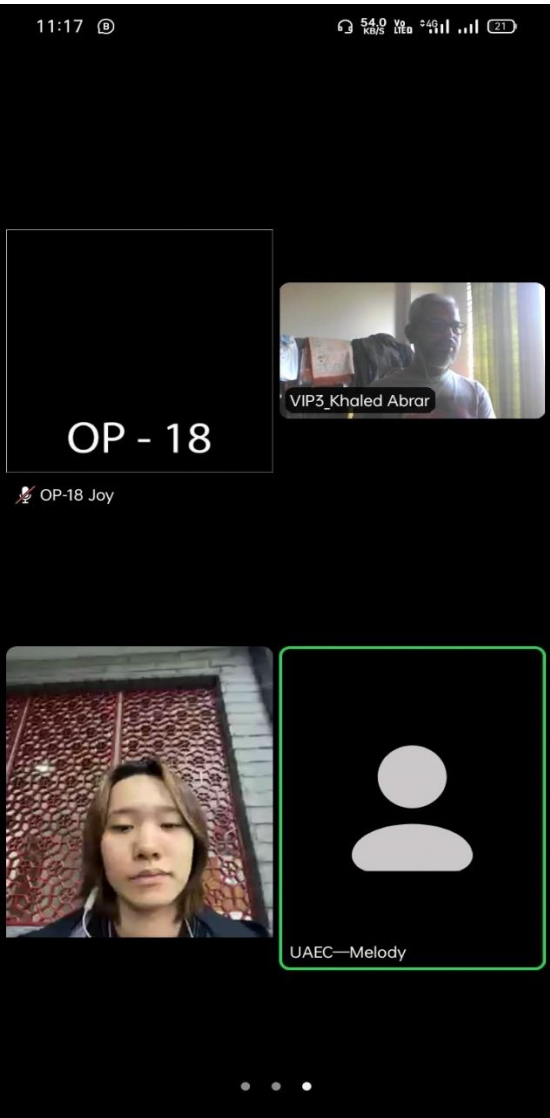 11:17
54.0 KB/S Vo LTE 4G 21
OP - 18
OP-18 Joy
VIP3_Khaled Abrar
UAEC—Melody